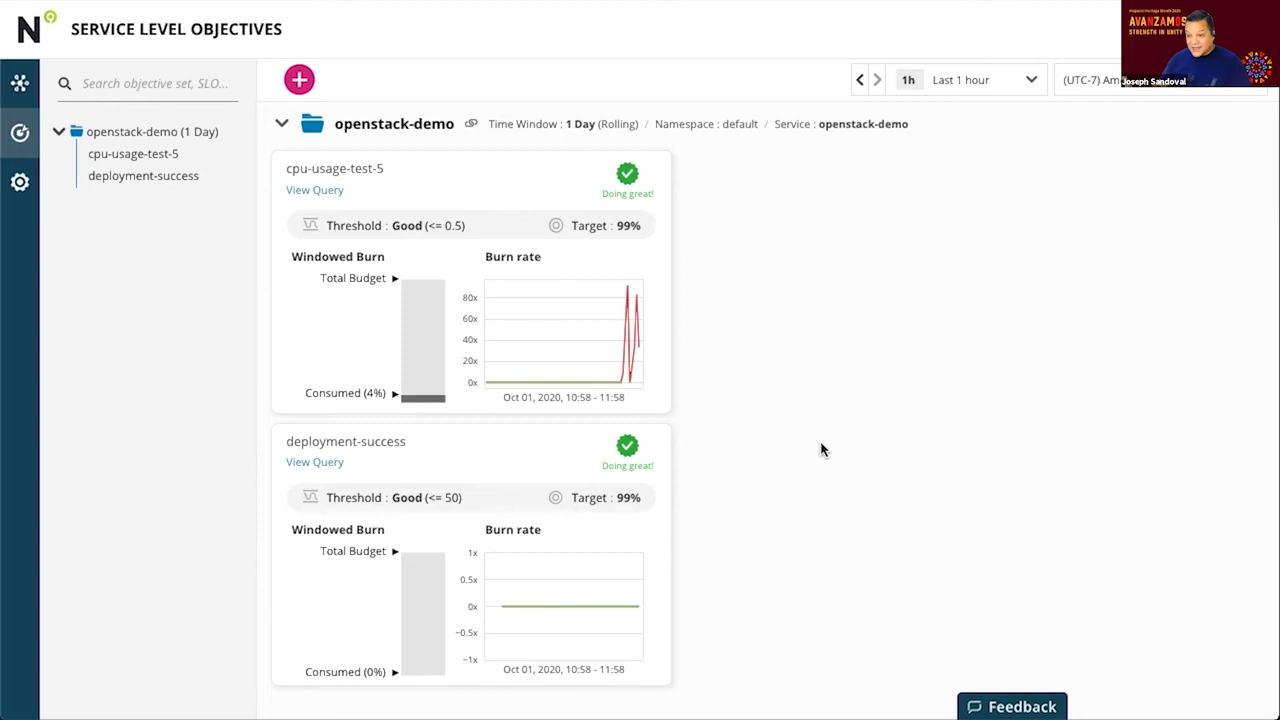 N SERVICE LEVEL OBJECTIVES
AVANZAMOS
STRENGTH IN UNITY
Joseph Sandoval
Search objective set, SLO...
1h Last 1 hour
(UTC-7) Am
openstack-demo (1 Day)
cpu-usage-test-5
deployment-success
openstack-demo Time Window : 1 Day (Rolling) / Namespace : default / Service : openstack-demo
cpu-usage-test-5
View Query
Doing great!
Threshold : Good (<= 0.5) Target : 99%
Windowed Burn
Total Budget
Consumed (4%)
Burn rate
80x
60x
40x
20x
0x
Oct 01, 2020, 10:58 - 11:58
deployment-success
View Query
Doing great!
Threshold : Good (<= 50) Target : 99%
Windowed Burn
Total Budget
Consumed (0%)
Burn rate
1x
0.5x
0x
−0.5x
−1x
Oct 01, 2020, 10:58 - 11:58
Feedback